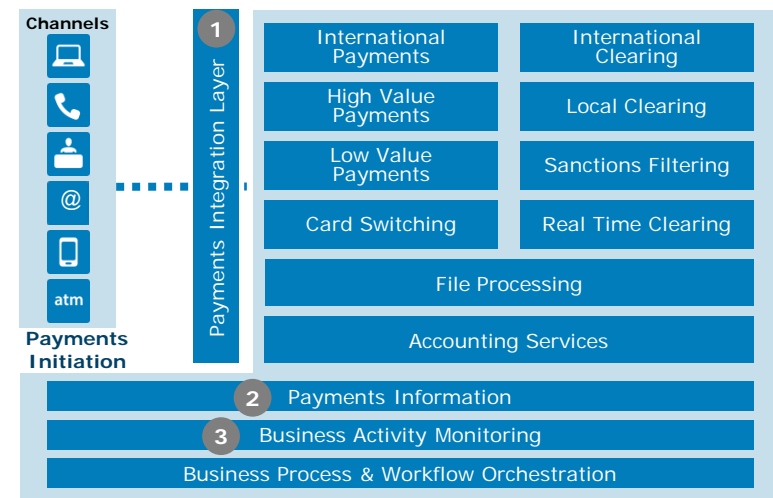 Channels
@
atm
Payments
Initiation
1
Payments Integration Layer
International
Payments
International
Clearing
High Value
Payments
Local Clearing
Low Value
Payments
Sanctions Filtering
Card Switching
Real Time Clearing
File Processing
Accounting Services
2 Payments Information
3 Business Activity Monitoring
Business Process & Workflow Orchestration